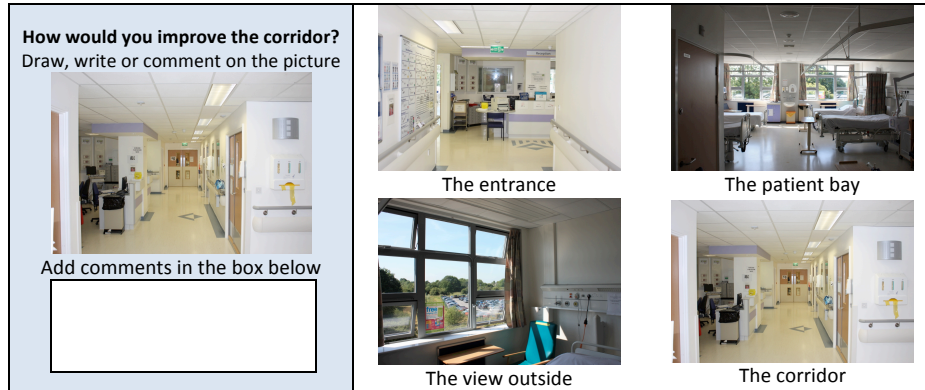 How would you improve the corridor?
Draw, write or comment on the picture
Add comments in the box below
The entrance
The patient bay
The view outside
The corridor